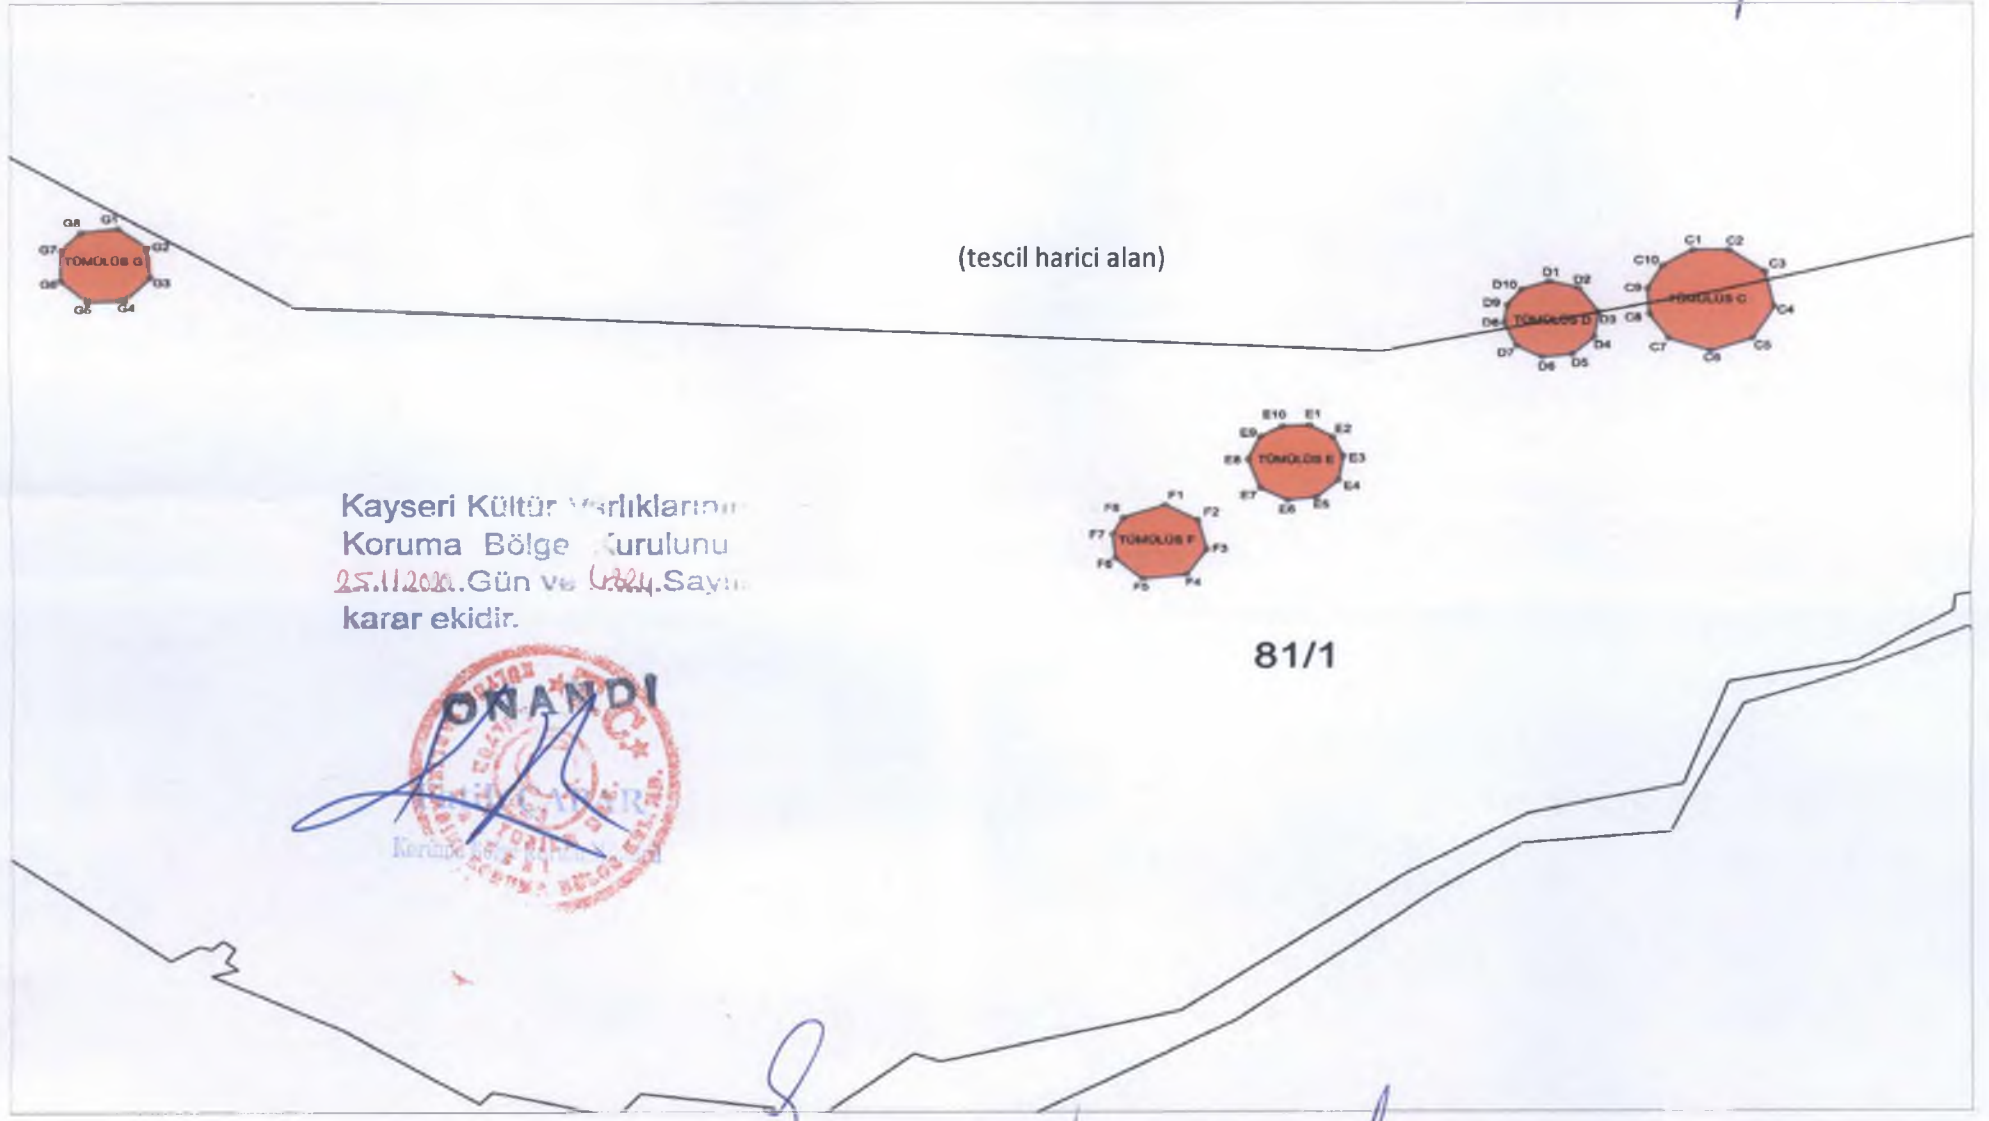 G8 G1
G7 G2
TÜMÜLÜS G
G6 G3
G5 G4
(tescil harici alan)
C1 C2
C10 C3
C9
TÜMÜLÜS C
C8 C4
C7 C5
C6
D1
D10 D2
D9
D8 TÜMÜLÜS D D3
D7 D4
D6 D5
E10 E1
E9 E2
E8 TÜMÜLÜS E E3
E7 E4
E6 E5
F1
F8 F2
F7 TÜMÜLÜS F F3
F6
F5 F4
81/1
Kayseri Kültür Varlıklarını
Koruma Bölge Kurulunu
25.11.2020.Gün ve Sayılı
karar ekidir.
ONANDI